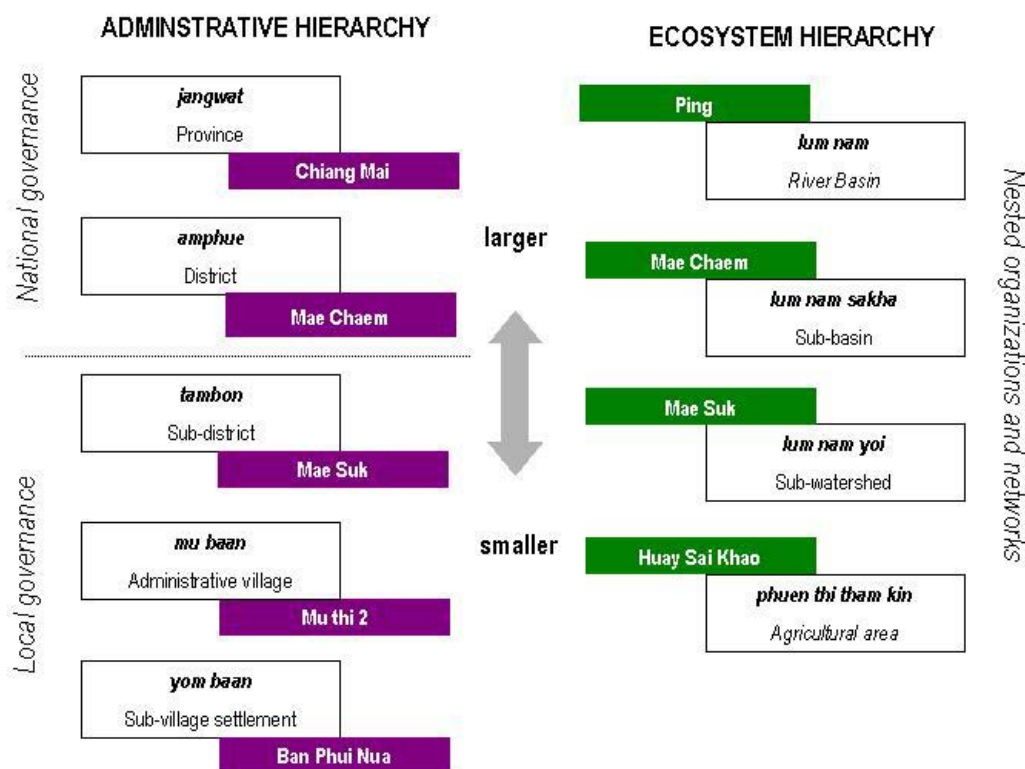 ADMINSTRATIVE HIERARCHY
National governance
jangwat
Province
Chiang Mai
amphue
District
Mae Chaem
Local governance
tambon
Sub-district
Mae Suk
mu baan
Administrative village
Mu thi 2
yom baan
Sub-village settlement
Ban Phui Nua
larger
smaller
ECOSYSTEM HIERARCHY
Ping
lum nam
River Basin
Mae Chaem
lum nam sakha
Sub-basin
Mae Suk
lum nam yoi
Sub-watershed
Huay Sai Khao
phuen thi tham kin
Agricultural area
Nested organizations and networks